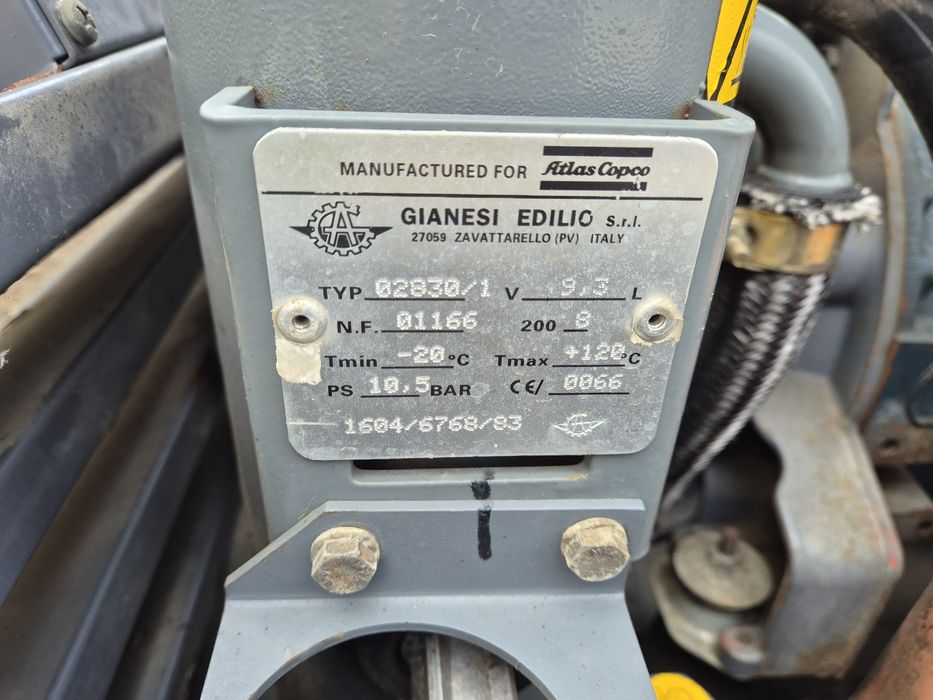 MANUFACTURED FOR Atlas Copco
GIANESI EDILIO S.r.l.
27059 ZAVATTARELLO (PV) ITALY
TYP 02830/1 V 9.3 L
N.F. 01166 200 8
Tmin -20 °C Tmax +120 °C
PS 10.5 BAR CE/ 0066
1604/6768/83